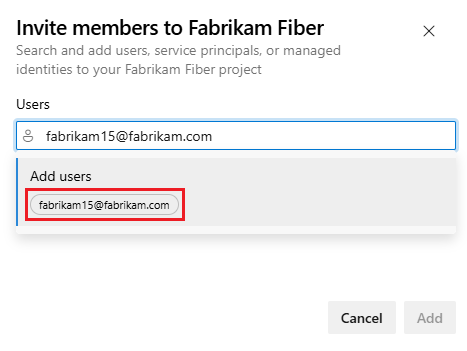 Invite members to Fabrikam Fiber
Search and add users, service principals, or managed
identities to your Fabrikam Fiber project
Users
fabrikam15@fabrikam.com
Add users
fabrikam15@fabrikam.com
Cancel
Add